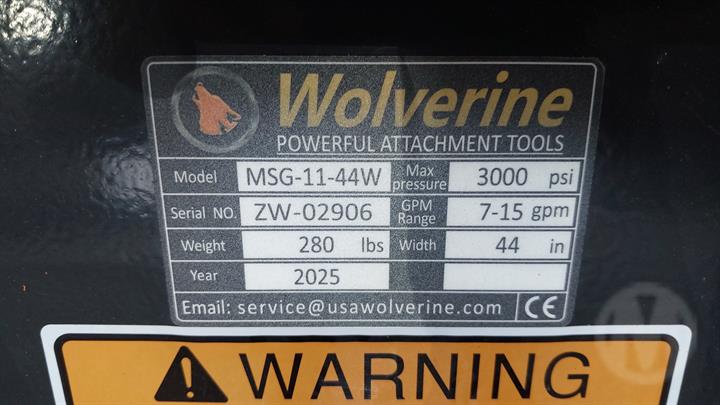 Wolverine
POWERFUL ATTACHMENT TOOLS
Model MSG-11-44W Max pressure 3000 psi
Serial NO. ZW-02906 GPM Range 7-15 gpm
Weight 280 lbs Width 44 in
Year 2025
Email: service@usawolverine.com CE
WARNING